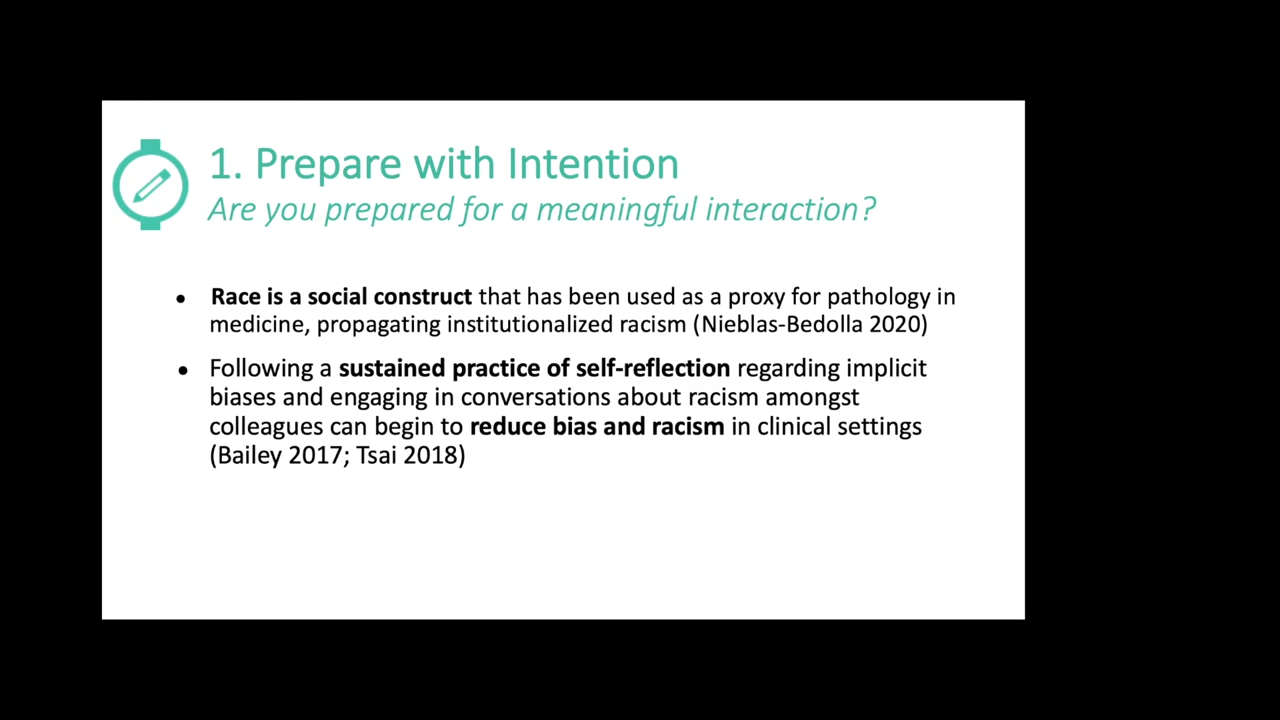 1. Prepare with Intention
Are you prepared for a meaningful interaction?
• Race is a social construct that has been used as a proxy for pathology in
medicine, propagating institutionalized racism (Nieblas-Bedolla 2020)
• Following a sustained practice of self-reflection regarding implicit
biases and engaging in conversations about racism amongst
colleagues can begin to reduce bias and racism in clinical settings
(Bailey 2017; Tsai 2018)